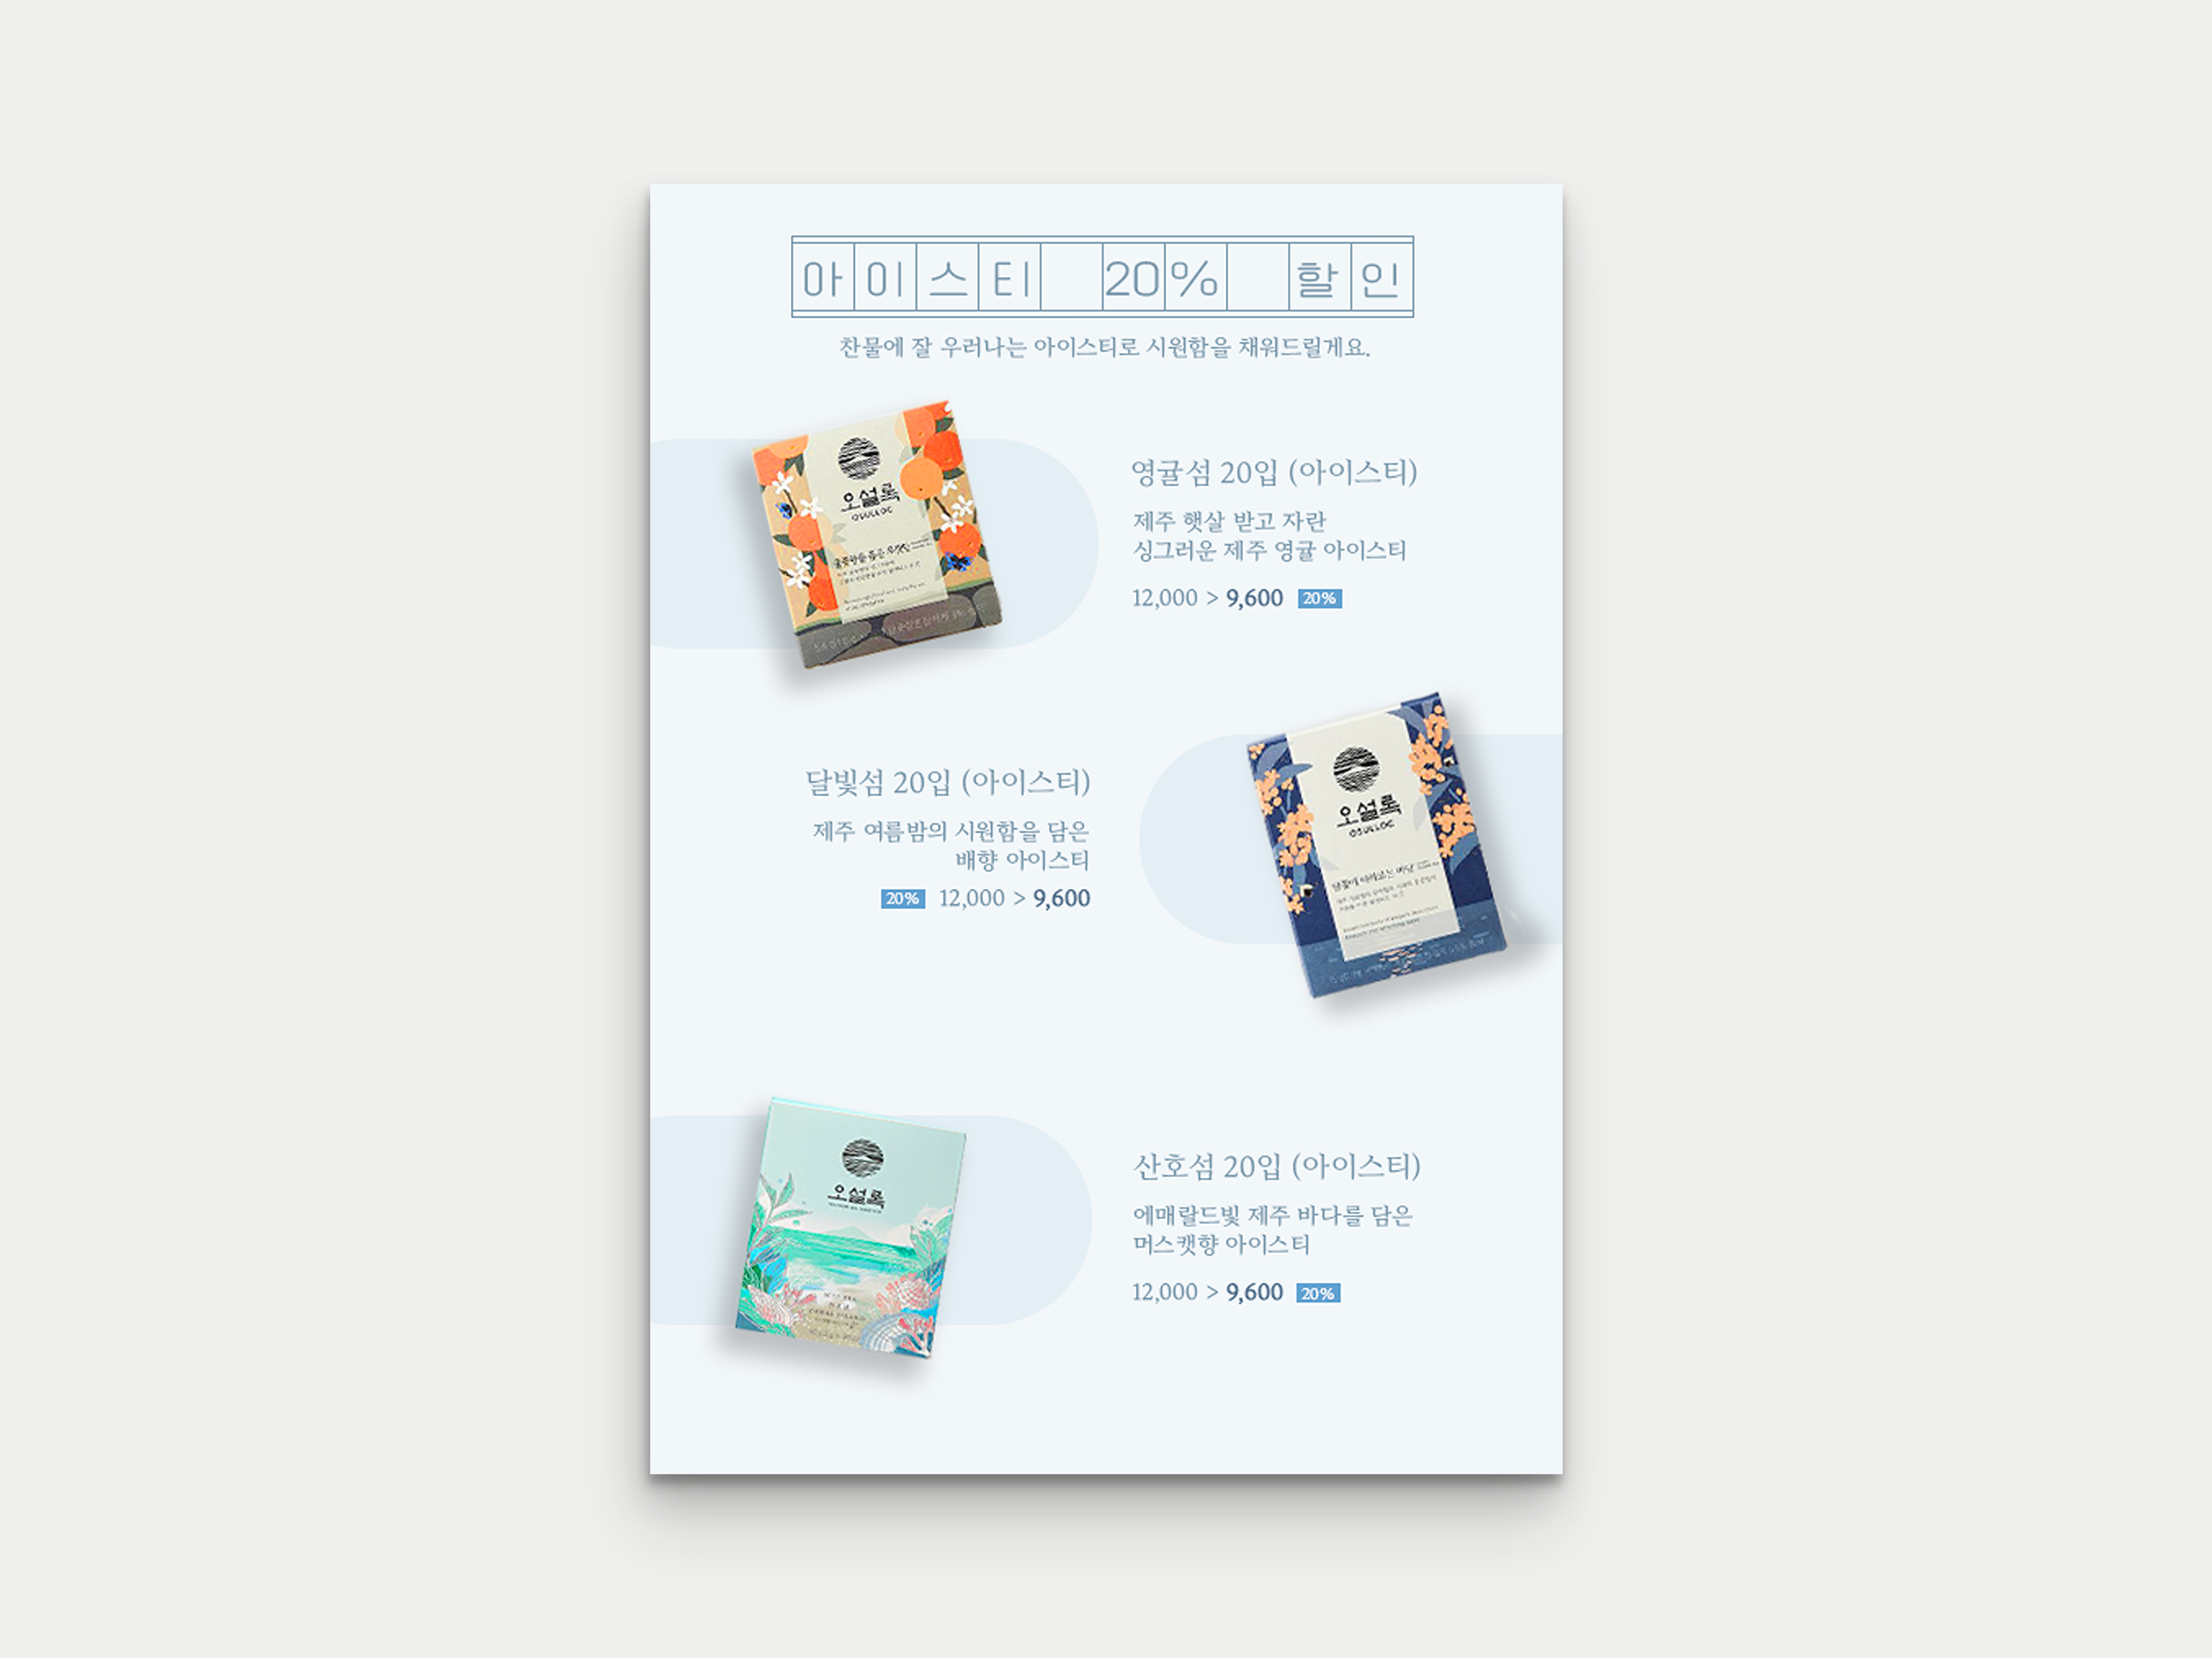 아이스티 20% 할인
찬물에 잘 우러나는 아이스티로 시원함을 채워드릴게요.
오설록
OSULLOC
영귤섬 20입 (아이스티)
제주 햇살 받고 자란
싱그러운 제주 영귤 아이스티
12,000 > 9,600 20%
달빛섬 20입 (아이스티)
제주 여름밤의 시원함을 담은
배향 아이스티
20% 12,000 > 9,600
오설록
OSULLOC
오설록
산호섬 20입 (아이스티)
에매랄드빛 제주 바다를 담은
머스캣향 아이스티
12,000 > 9,600 20%